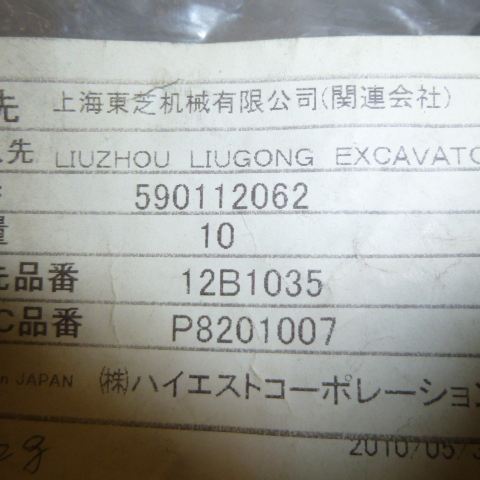 先 上海東芝机械有限公司(関連会社)
先 LIUZHOU LIUGONG EXCAVATO
590112062
量 10
先品番 12B1035
C品番 P8201007
in JAPAN (株)ハイエストコーポレーション
2010/05/3